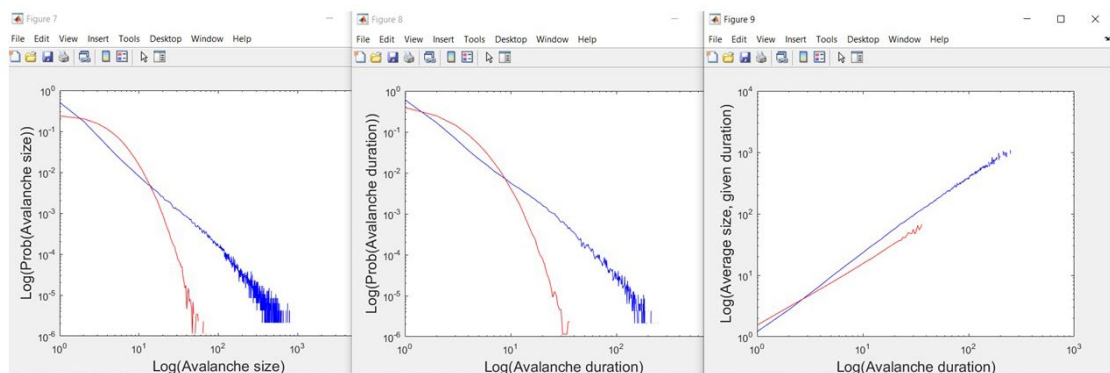 Figure 7
File Edit View Insert Tools Desktop Window Help
Log(Prob(Avalanche size))
10^0
10^-1
10^-2
10^-3
10^-4
10^-5
10^-6
10^0 10^1 10^2 10^3
Log(Avalanche size)
Figure 8
File Edit View Insert Tools Desktop Window Help
Log(Prob(Avalanche duration))
10^0
10^-1
10^-2
10^-3
10^-4
10^-5
10^-6
10^0 10^1 10^2
Log(Avalanche duration)
Figure 9
File Edit View Insert Tools Desktop Window Help
Log(Average size, given duration)
10^4
10^3
10^2
10^1
10^0
10^0 10^1 10^2 10^3
Log(Avalanche duration)